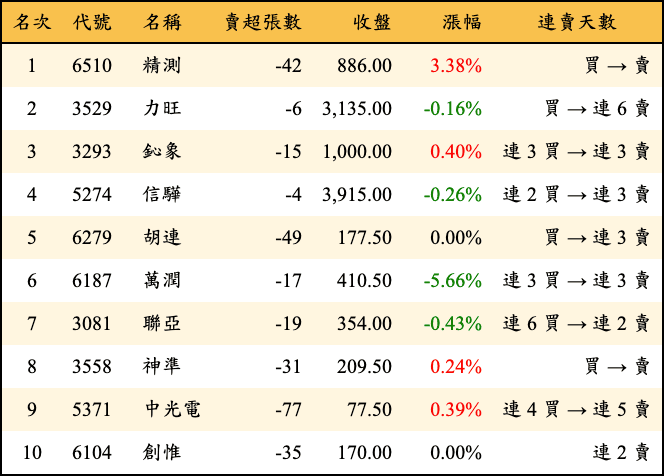 名次 代號 名稱 賣超張數 收盤 漲幅 連賣天數
1 6510 精測 -42 886.00 3.38% 買 → 賣
2 3529 力旺 -6 3,135.00 -0.16% 買 → 連 6 賣
3 3293 鈊象 -15 1,000.00 0.40% 連 3 買 → 連 3 賣
4 5274 信驊 -4 3,915.00 -0.26% 連 2 買 → 連 3 賣
5 6279 胡連 -49 177.50 0.00% 買 → 連 3 賣
6 6187 萬潤 -17 410.50 -5.66% 連 3 買 → 連 3 賣
7 3081 聯亞 -19 354.00 -0.43% 連 6 買 → 連 2 賣
8 3558 神準 -31 209.50 0.24% 買 → 賣
9 5371 中光電 -77 77.50 0.39% 連 4 買 → 連 5 賣
10 6104 創惟 -35 170.00 0.00% 連 2 賣